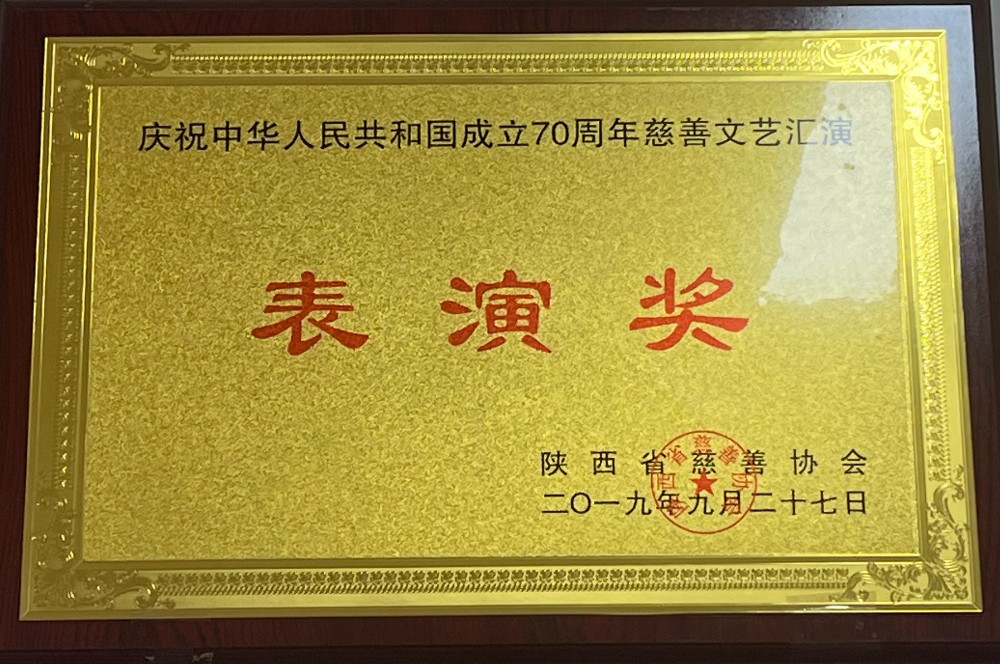 庆祝中华人民共和国成立70周年慈善文艺汇演
表演奖
陕西省慈善协会
二〇一九年九月二十七日